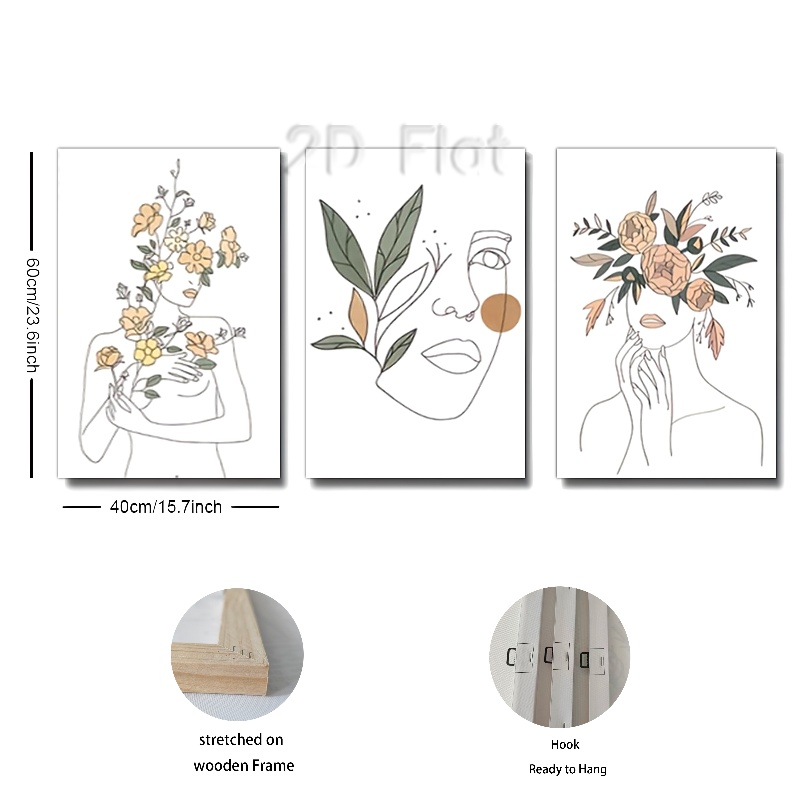 2D Flat
60cm/23.6inch
40cm/15.7inch
stretched on
wooden Frame
Hook
Ready to Hang